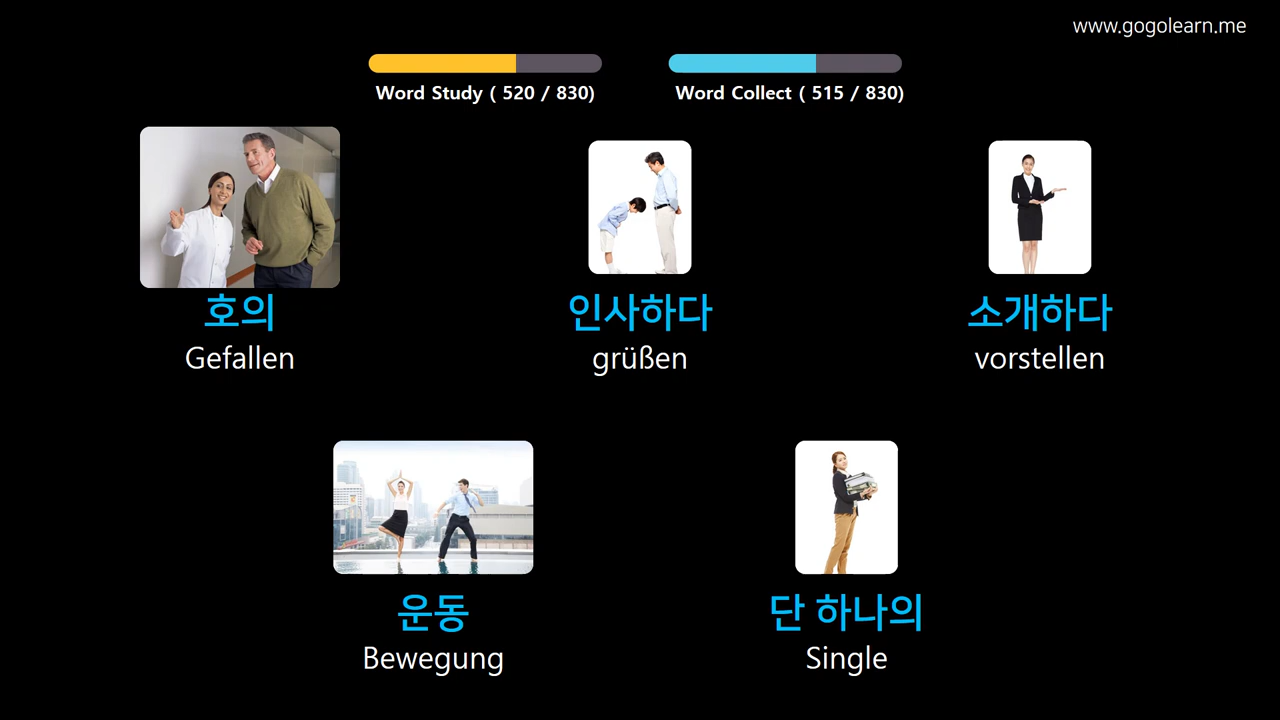 www.gogolearn.me
Word Study ( 520 / 830)
Word Collect ( 515 / 830)
호의
Gefallen
인사하다
grüßen
소개하다
vorstellen
운동
Bewegung
단 하나의
Single